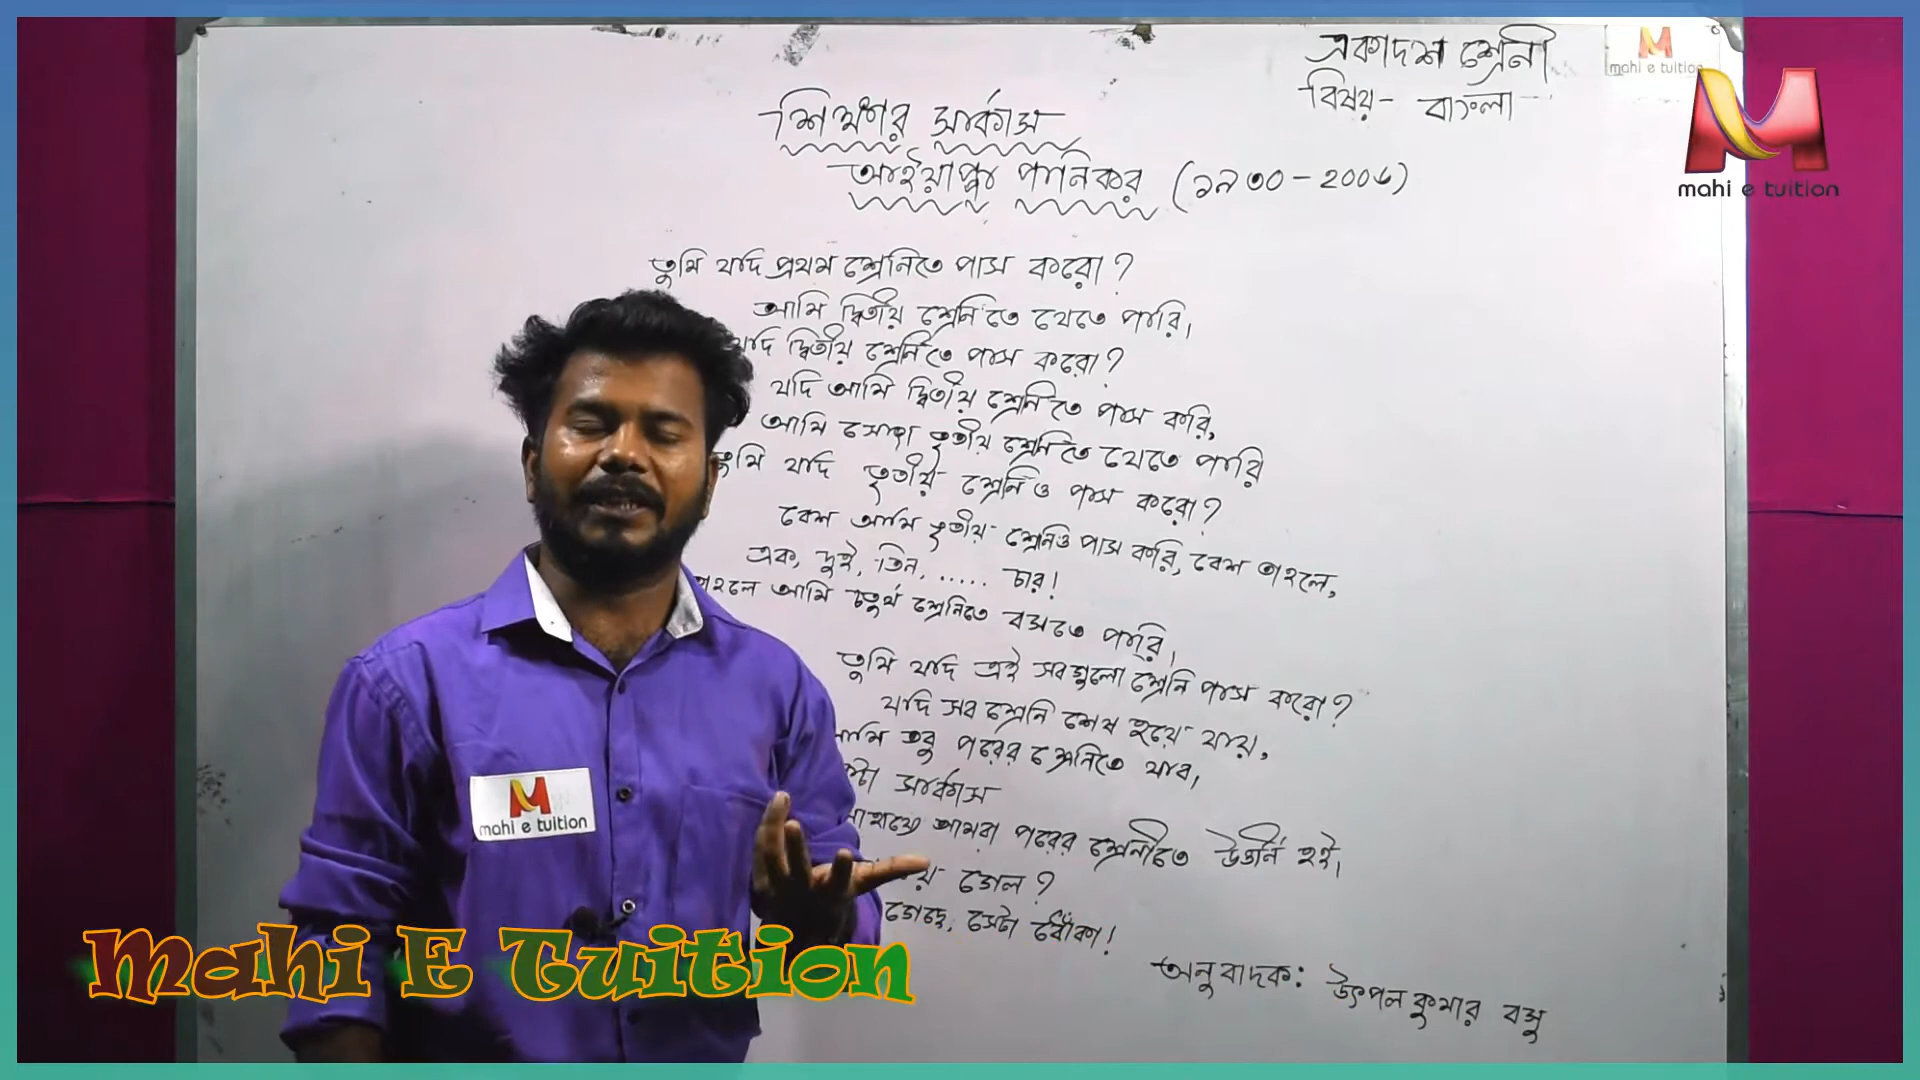 একাদশ শ্রেনী
বিষয়- বাংলা
mahi e tuition
mahi e tuition
শিক্ষার সার্কাস
আইয়াপ্পা পানিকর (১৯৩০-2006)
তুমি যদি প্রথম শ্রেনিতে পাস করো?
আমি দ্বিতীয় শ্রেনিতে যেতে পারি,
যদি দ্বিতীয় শ্রেনিতে পাস করো?
যদি আমি দ্বিতীয় শ্রেনিতে পাস করি,
আমি সোজা তৃতীয় শ্রেনিতে যেতে পারি
তুমি যদি তৃতীয় শ্রেনিও পাস করো?
বেশ আমি তৃতীয় শ্রেনিও পাস করি, বেশ তাহলে,
এক, দুই, তিন, ..... চার!
তাহলে আমি চতুর্থ শ্রেনিতে বসতে পারি,
তুমি যদি এই সবগুলো শ্রেনি পাস করো?
যদি সব শ্রেনি শেষ হয়ে যায়,
আমি তবু পরের শ্রেনিতে যাব,
সার্কাস
আমরা পরের শ্রেনীতে উত্তীর্ন হই,
গেল?
গেছে, সেটা ধোঁকা!
অনুবাদক: উৎপল কুমার বসু
mahi e tuition
Mahi E Tuition